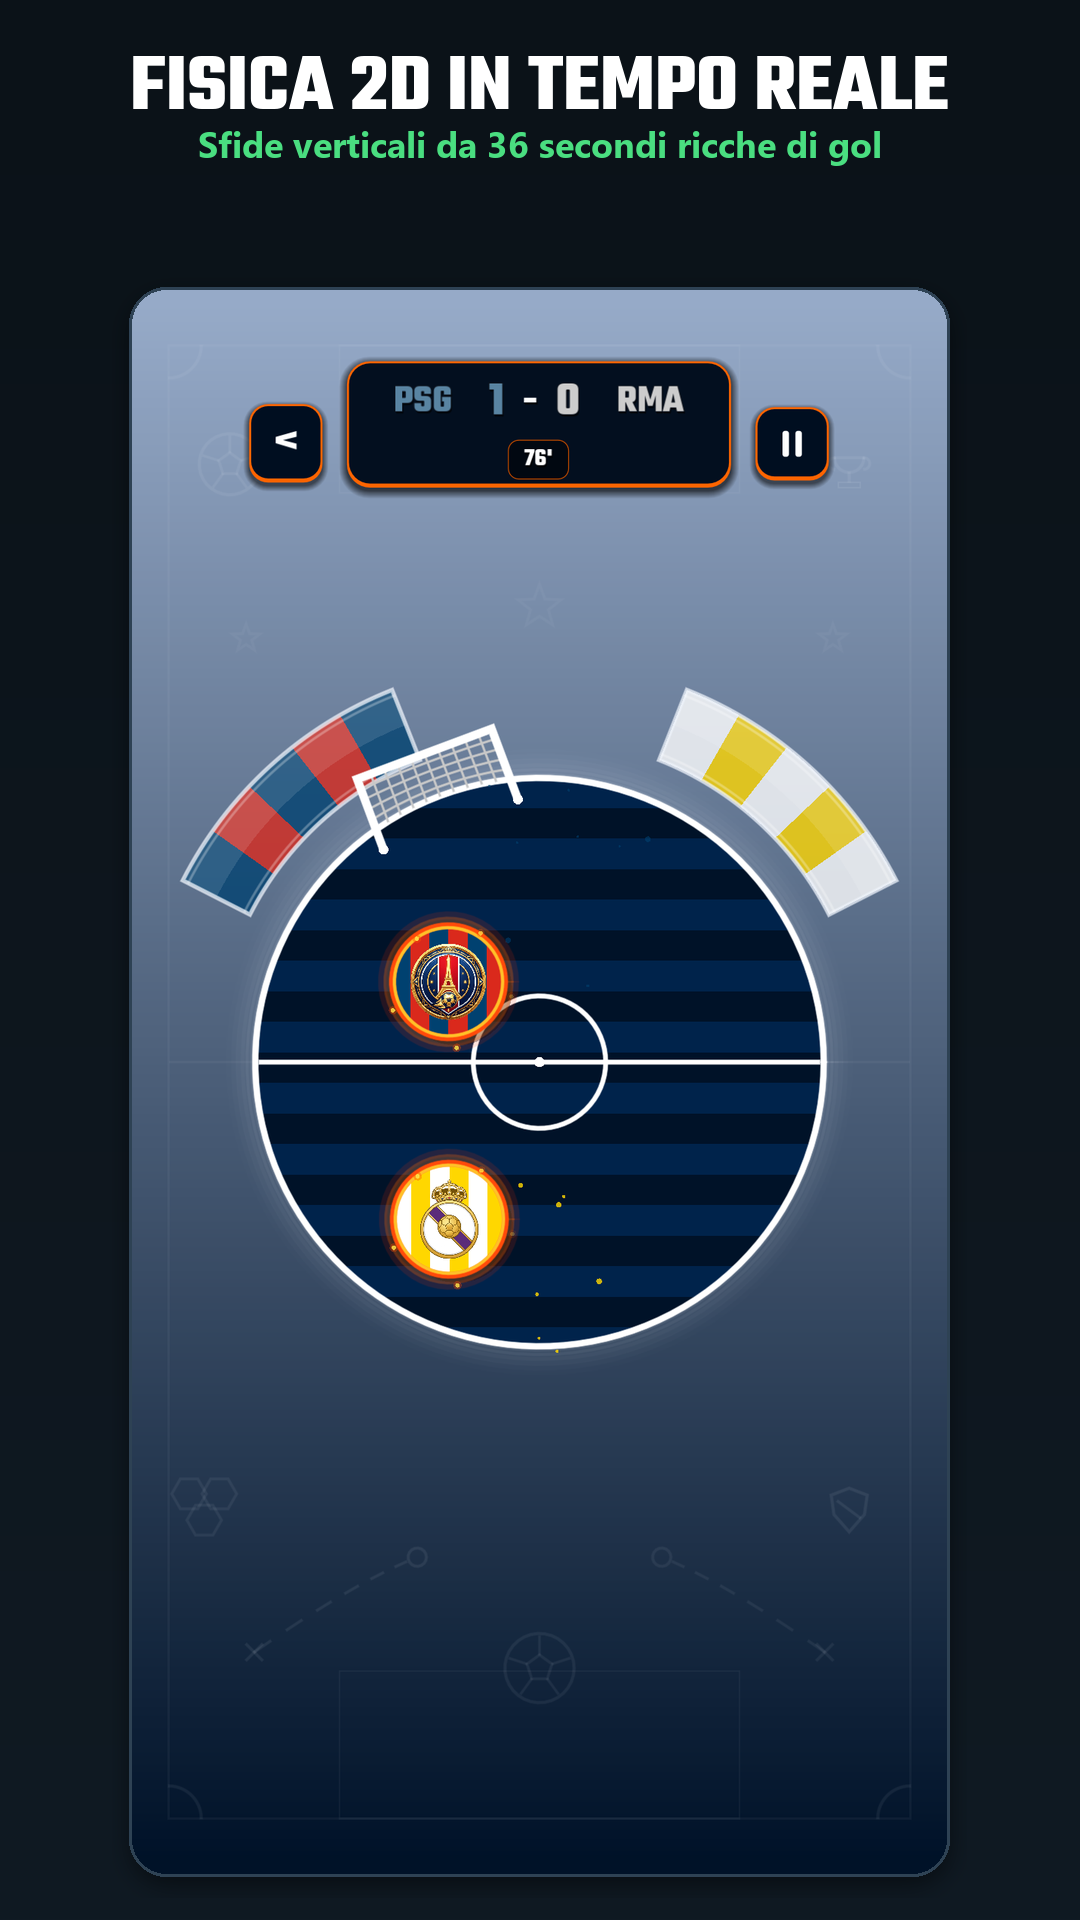 FISICA 2D IN TEMPO REALE
Sfide verticali da 36 secondi ricche di gol
PSG 1 - 0 RMA
<
76'